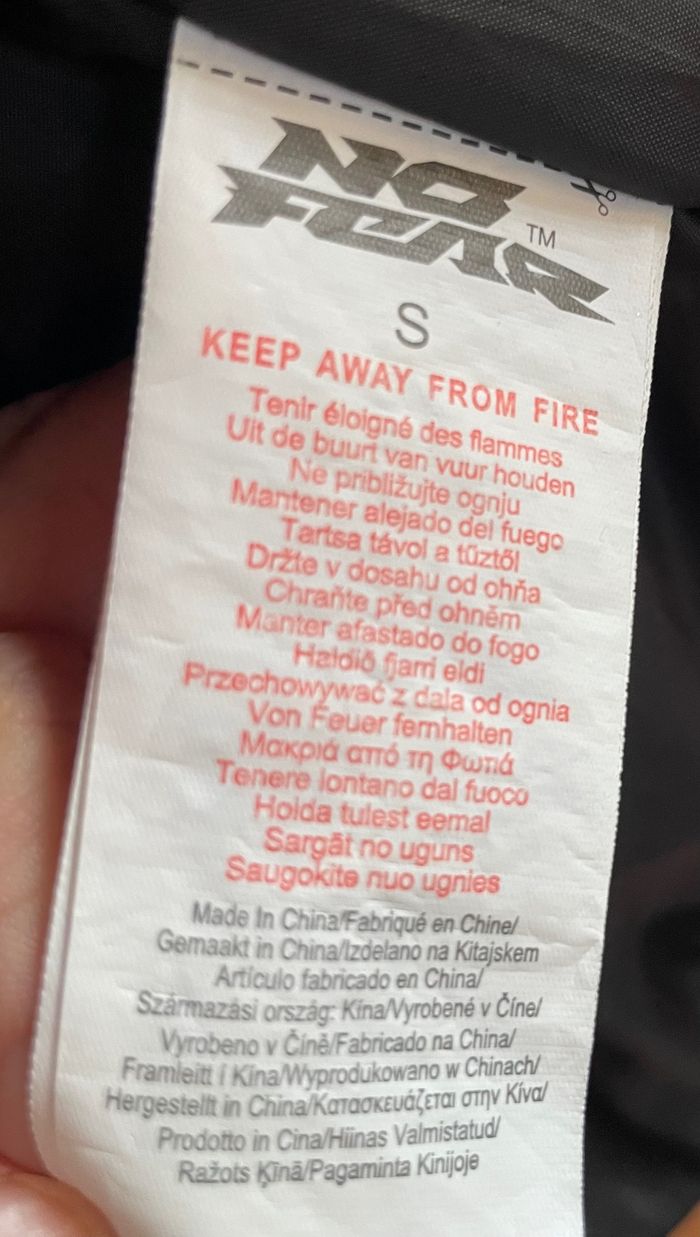 NO
FEAR
TM
S
KEEP AWAY FROM FIRE
Tenir éloigné des flammes
Uit de buurt van vuur houden
Ne približujte ognju
Mantener alejado del fuego
Tartsa távol a tűztől
Držte v dosahu od ohňa
Chraňte před ohněm
Manter afastado do fogo
Haldið fjarri eldi
Przechowywać z dala od ognia
Von Feuer fernhalten
Μακριά από τη Φωτιά
Tenere lontano dal fuoco
Hoida tulest eemal
Sargāt no uguns
Saugokite nuo ugnies
Made In China/Fabriqué en Chine/
Gemaakt in China/Izdelano na Kitajskem
Artículo fabricado en China/
Származási ország: Kína/Vyrobené v Číne/
Vyrobeno v Číně/Fabricado na China/
Framleitt í Kína/Wyprodukowano w Chinach/
Hergestellt in China/Κατασκευάζεται στην Κίνα/
Prodotto in Cina/Hiinas Valmistatud/
Ražots Ķīnā/Pagaminta Kinijoje